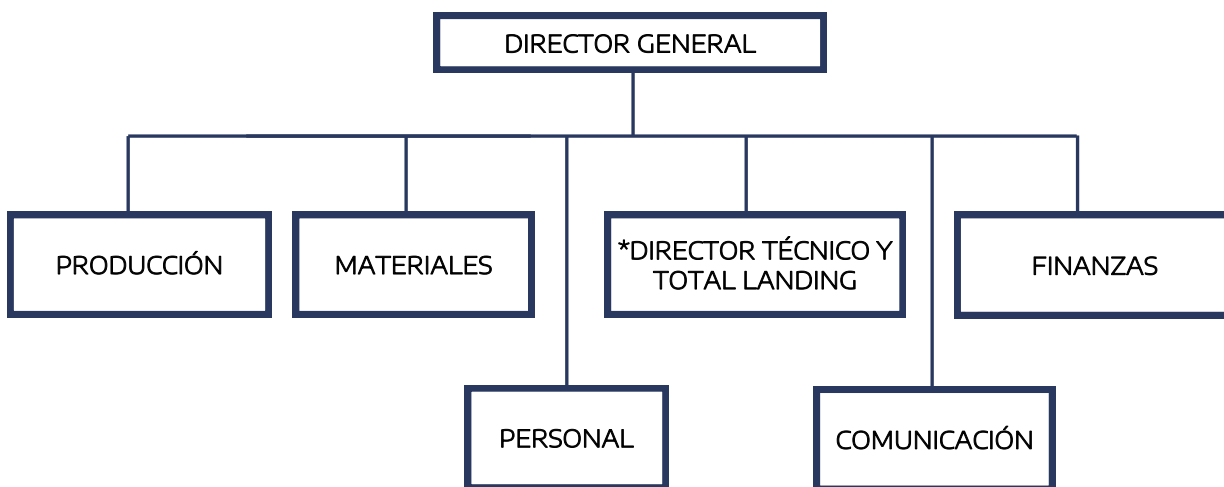 DIRECTOR GENERAL
PRODUCCIÓN
MATERIALES
*DIRECTOR TÉCNICO Y
TOTAL LANDING
FINANZAS
PERSONAL
COMUNICACIÓN